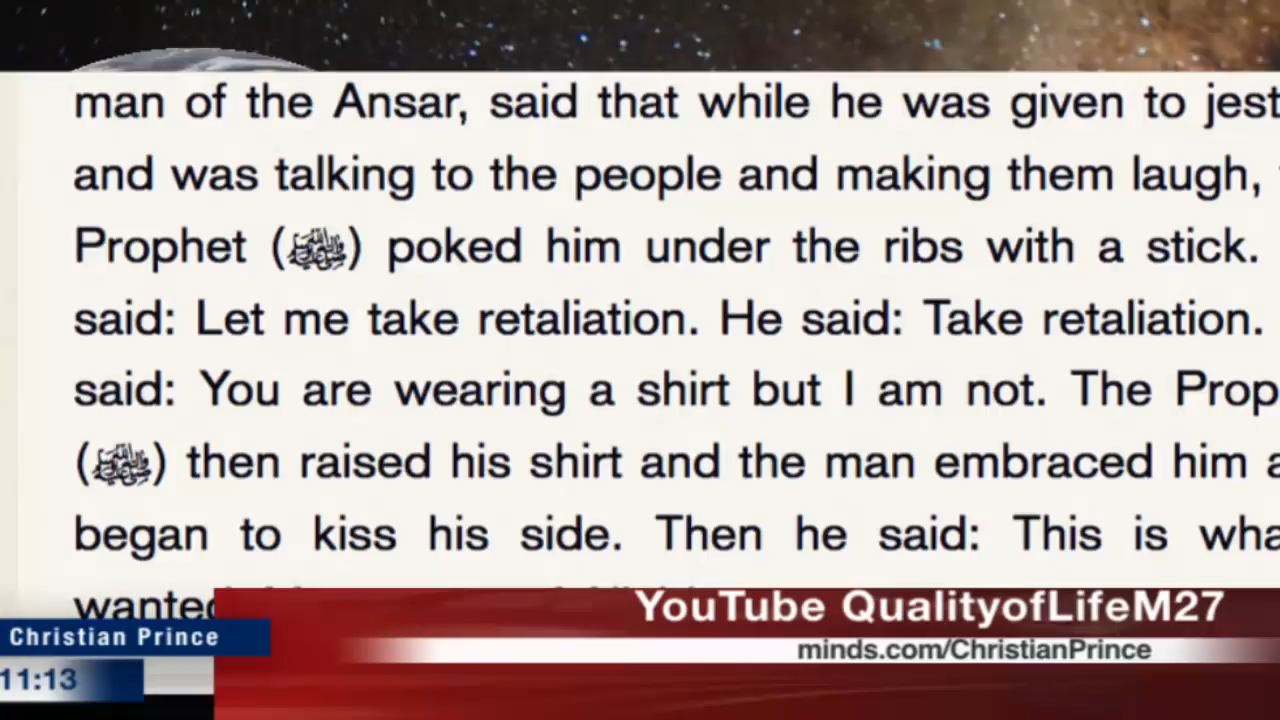 man of the Ansar, said that while he was given to jest
and was talking to the people and making them laugh,
Prophet (ﷺ) poked him under the ribs with a stick.
said: Let me take retaliation. He said: Take retaliation.
said: You are wearing a shirt but I am not. The Prop
(ﷺ) then raised his shirt and the man embraced him a
began to kiss his side. Then he said: This is wha
wanted
YouTube QualityofLifeM27
Christian Prince
minds.com/ChristianPrince
11:13